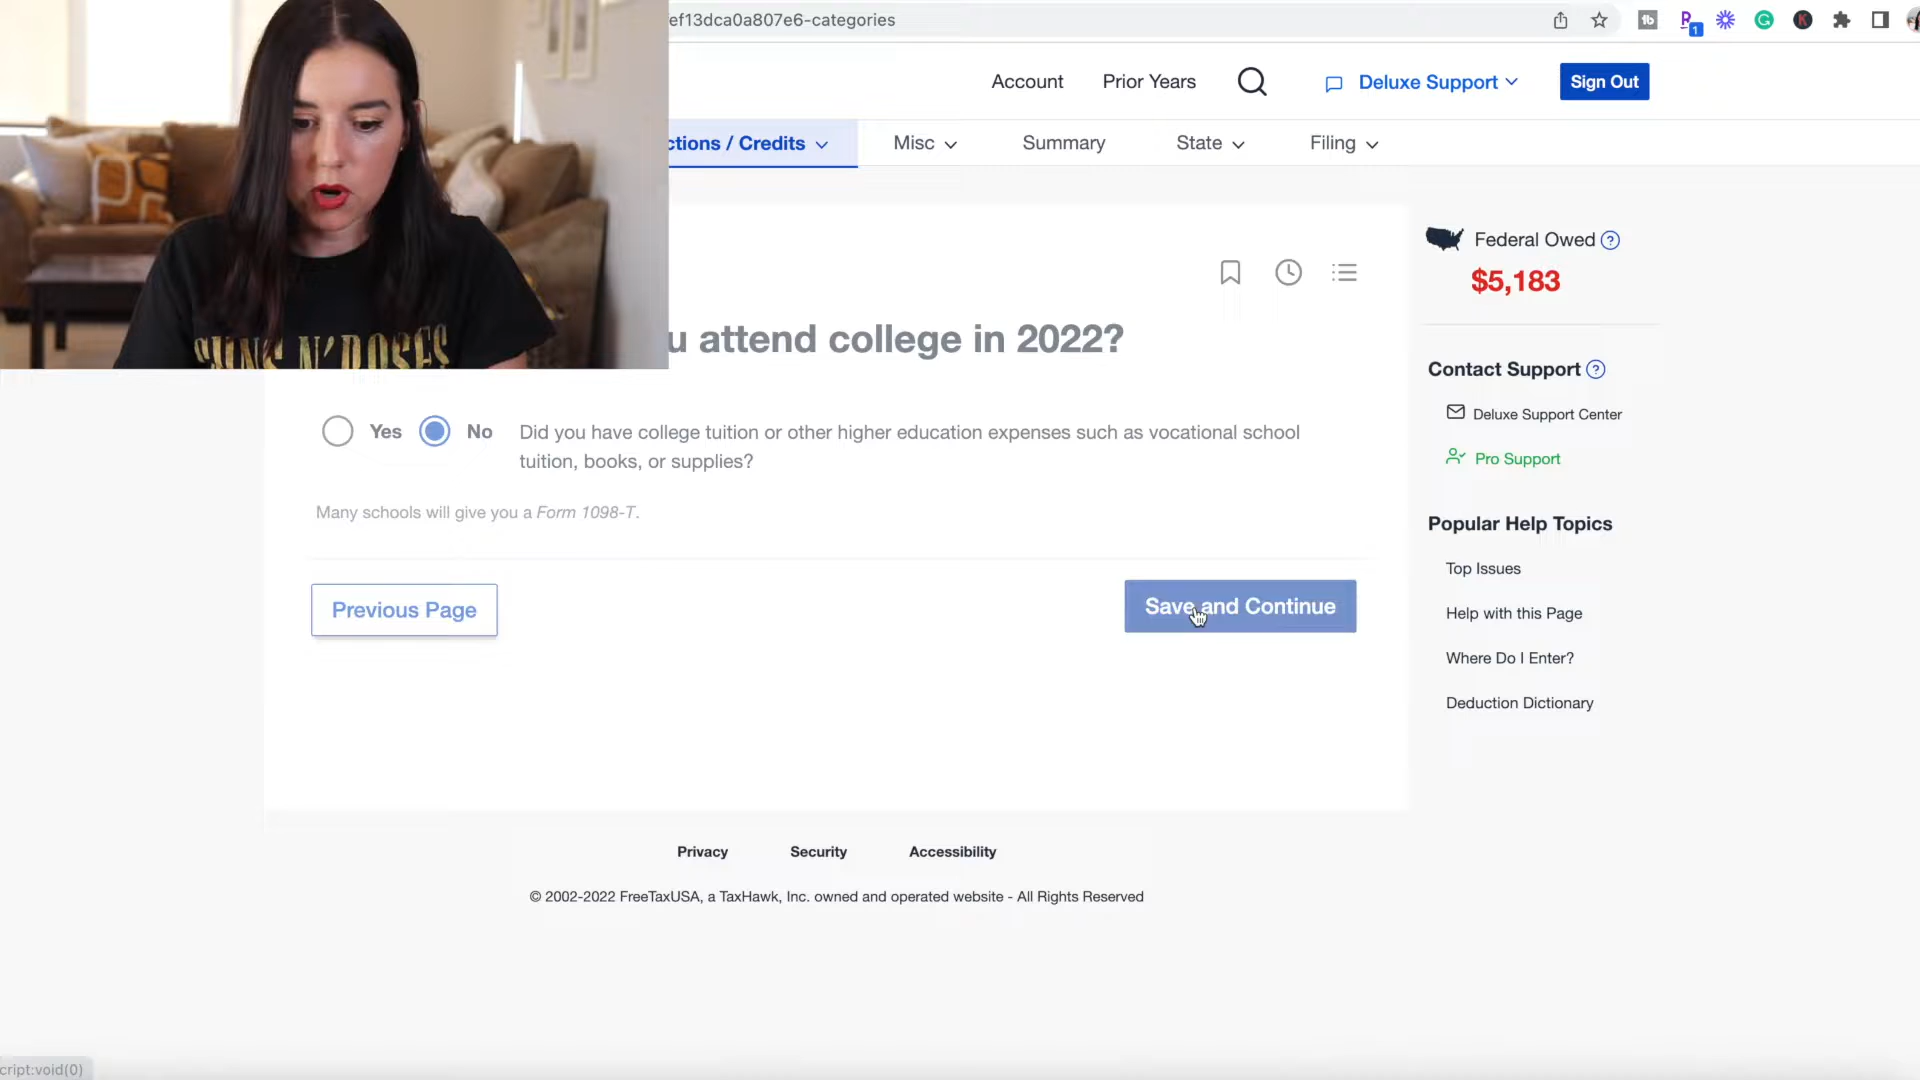 ef13dca0a807e6-categories
1
Account
Prior Years
Deluxe Support
Sign Out
ctions / Credits
Misc
Summary
State
Filing
Federal Owed ?
$5,183
u attend college in 2022?
Yes
No
Did you have college tuition or other higher education expenses such as vocational school
tuition, books, or supplies?
Many schools will give you a Form 1098-T.
Previous Page
Save and Continue
Contact Support ?
Deluxe Support Center
Pro Support
Popular Help Topics
Top Issues
Help with this Page
Where Do I Enter?
Deduction Dictionary
Privacy
Security
Accessibility
© 2002-2022 FreeTaxUSA, a TaxHawk, Inc. owned and operated website - All Rights Reserved
cript:void(0)
GUNS N' ROSES